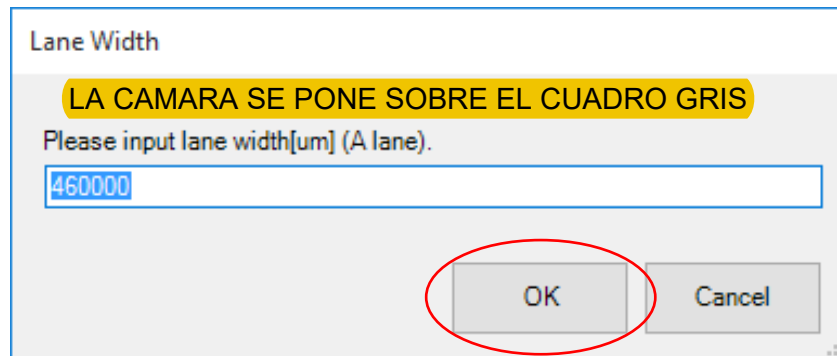 Lane Width
LA CAMARA SE PONE SOBRE EL CUADRO GRIS
Please input lane width[um] (A lane).
460000
OK
Cancel